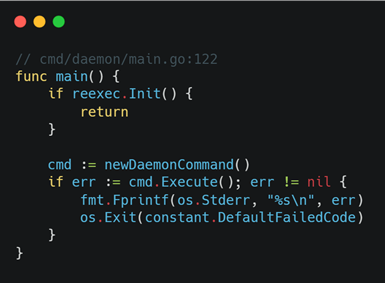 // cmd/daemon/main.go:122
func main() {
    if reexec.Init() {
        return
    }

    cmd := newDaemonCommand()
    if err := cmd.Execute(); err != nil {
        fmt.Fprintf(os.Stderr, "%s\n", err)
        os.Exit(constant.DefaultFailedCode)
    }
}